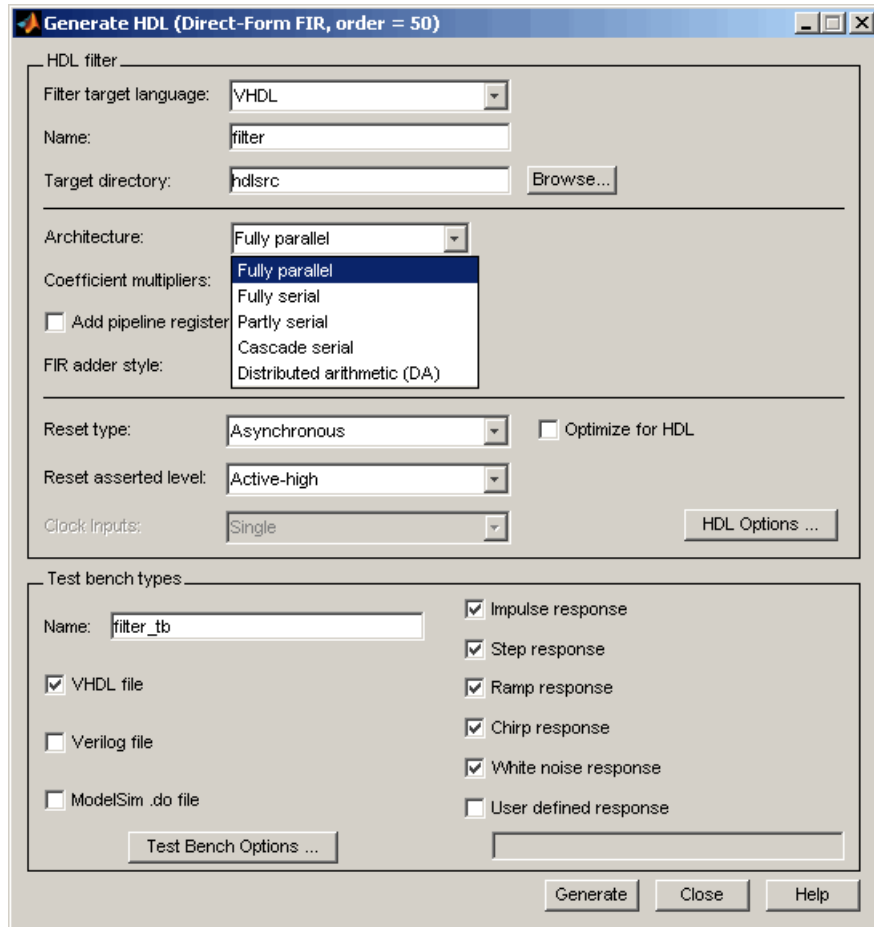 Generate HDL (Direct-Form FIR, order = 50)
HDL filter
Filter target language: VHDL
Name: filter
Target directory: hdlsrc Browse...
Architecture: Fully parallel
Fully parallel
Coefficient multipliers:
Fully serial
Add pipeline register Partly serial
Cascade serial
FIR adder style:
Distributed arithmetic (DA)
Reset type: Asynchronous Optimize for HDL
Reset asserted level: Active-high
Clock Inputs: Single HDL Options ...
Test bench types
Name: filter_tb
VHDL file
Verilog file
ModelSim .do file
Test Bench Options ...
Impulse response
Step response
Ramp response
Chirp response
White noise response
User defined response
Generate Close Help